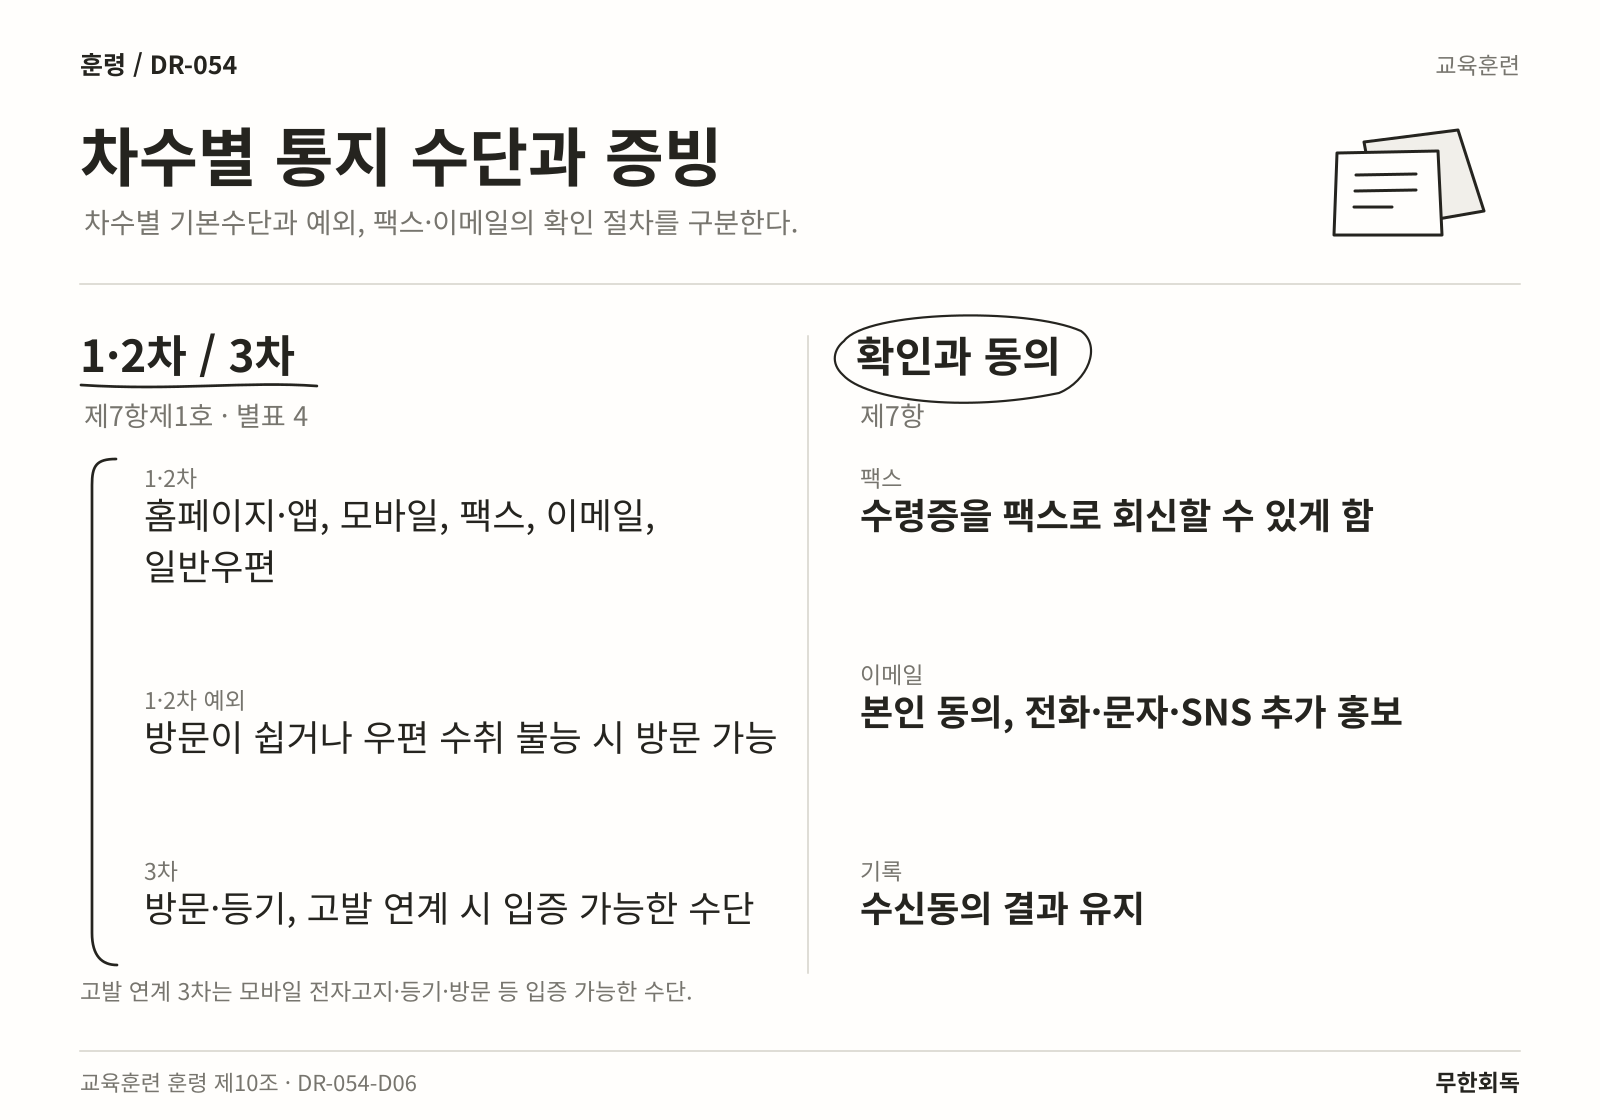 훈령 / DR-054
교육훈련
차수별 통지 수단과 증빙
차수별 기본수단과 예외, 팩스·이메일의 확인 절차를 구분한다.
1·2차 / 3차
제7항제1호 · 별표 4
1·2차
홈페이지·앱, 모바일, 팩스, 이메일,
일반우편
1·2차 예외
방문이 쉽거나 우편 수취 불능 시 방문 가능
3차
방문·등기, 고발 연계 시 입증 가능한 수단
고발 연계 3차는 모바일 전자고지·등기·방문 등 입증 가능한 수단.
확인과 동의
제7항
팩스
수령증을 팩스로 회신할 수 있게 함
이메일
본인 동의, 전화·문자·SNS 추가 홍보
기록
수신동의 결과 유지
교육훈련 훈령 제10조 · DR-054-D06
무한회독